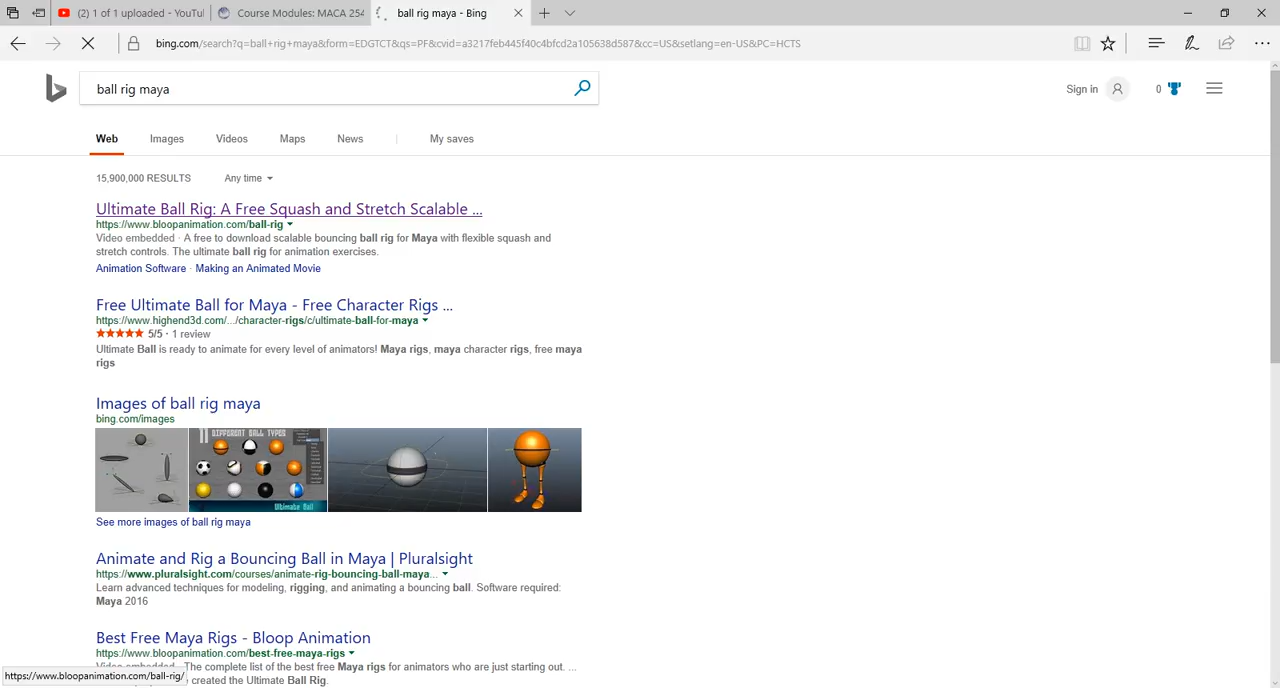 (2) 1 of 1 uploaded - YouTu
Course Modules: MACA 254
ball rig maya - Bing
bing.com/search?q=ball+rig+maya&form=EDGTCT&qs=PF&cvid=a3217feb445f40c4bfcd2a105638d587&cc=US&setlang=en-US&PC=HCTS
ball rig maya
Sign in
0
Web Images Videos Maps News | My saves
15,900,000 RESULTS Any time
Ultimate Ball Rig: A Free Squash and Stretch Scalable ...
https://www.bloopanimation.com/ball-rig
Video embedded · A free to download scalable bouncing ball rig for Maya with flexible squash and
stretch controls. The ultimate ball rig for animation exercises.
Animation Software · Making an Animated Movie
Free Ultimate Ball for Maya - Free Character Rigs ...
https://www.highend3d.com/.../character-rigs/c/ultimate-ball-for-maya
5/5 · 1 review
Ultimate Ball is ready to animate for every level of animators! Maya rigs, maya character rigs, free maya
rigs
Images of ball rig maya
bing.com/images
11 DIFFERENT BALL TYPES
Ultimate Ball
See more images of ball rig maya
Animate and Rig a Bouncing Ball in Maya | Pluralsight
https://www.pluralsight.com/courses/animate-rig-bouncing-ball-maya...
Learn advanced techniques for modeling, rigging, and animating a bouncing ball. Software required:
Maya 2016
Best Free Maya Rigs - Bloop Animation
https://www.bloopanimation.com/best-free-maya-rigs
Video embedded · The complete list of the best free Maya rigs for animators who are just starting out. ...
e created the Ultimate Ball Rig.
https://www.bloopanimation.com/ball-rig/